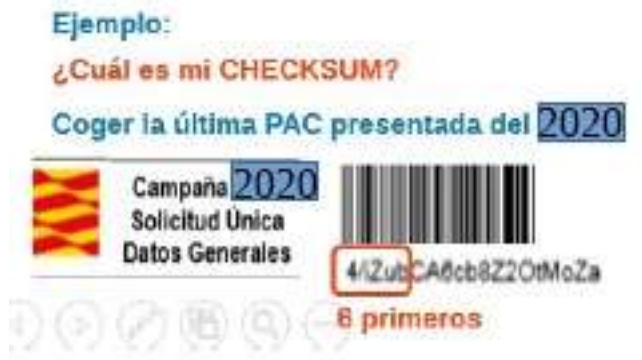 Ejemplo:
¿Cuál es mi CHECKSUM?
Coger la última PAC presentada del 2020
Campaña 2020
Solicitud Única
Datos Generales
6 primeros